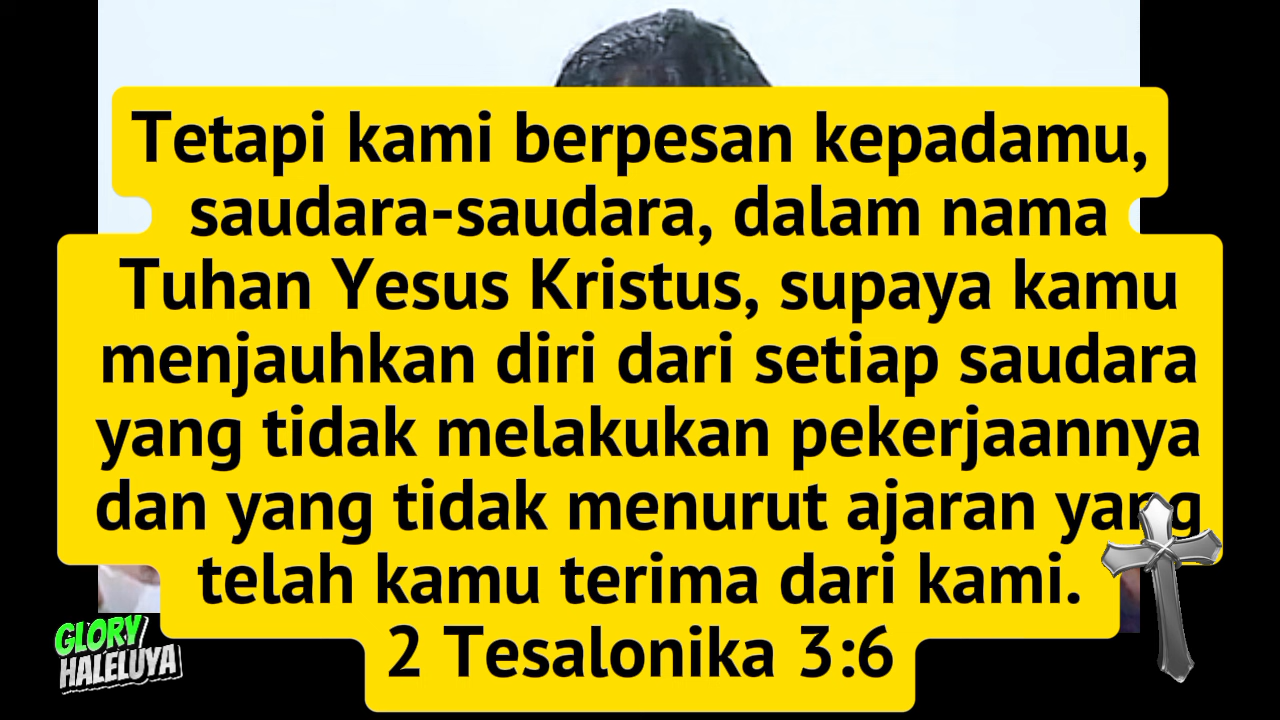 Tetapi kami berpesan kepadamu,
saudara-saudara, dalam nama
Tuhan Yesus Kristus, supaya kamu
menjauhkan diri dari setiap saudara
yang tidak melakukan pekerjaannya
dan yang tidak menurut ajaran yang
telah kamu terima dari kami.
2 Tesalonika 3:6
GLORY
HALELUYA